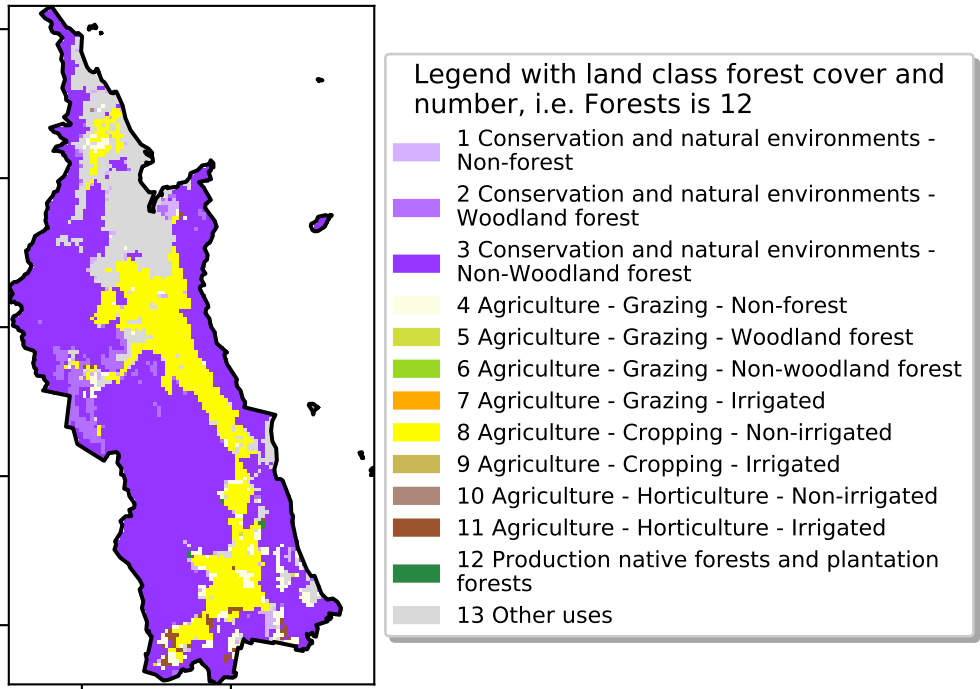 Legend with land class forest cover and
number, i.e. Forests is 12
1 Conservation and natural environments -
Non-forest
2 Conservation and natural environments -
Woodland forest
3 Conservation and natural environments -
Non-Woodland forest
4 Agriculture - Grazing - Non-forest
5 Agriculture - Grazing - Woodland forest
6 Agriculture - Grazing - Non-woodland forest
7 Agriculture - Grazing - Irrigated
8 Agriculture - Cropping - Non-irrigated
9 Agriculture - Cropping - Irrigated
10 Agriculture - Horticulture - Non-irrigated
11 Agriculture - Horticulture - Irrigated
12 Production native forests and plantation
forests
13 Other uses